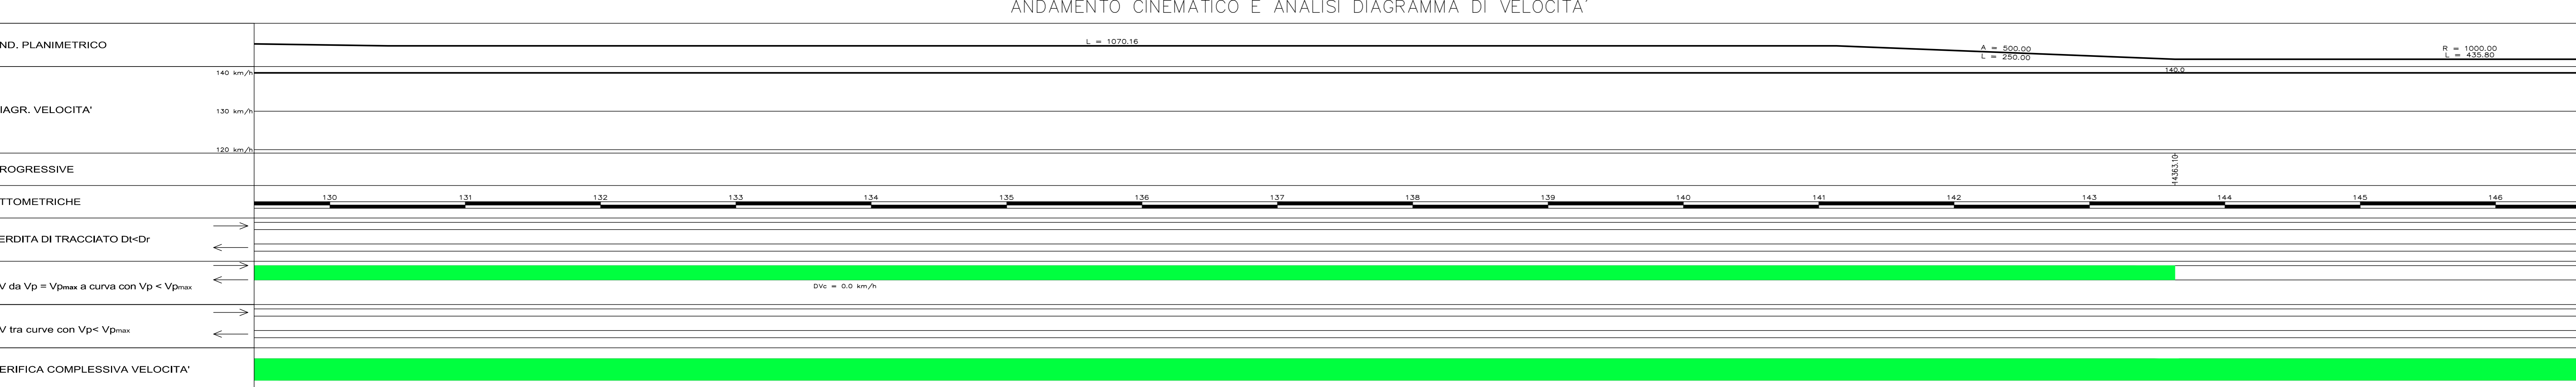 ANDAMENTO CINEMATICO E ANALISI DIAGRAMMA DI VELOCITA'
ND. PLANIMETRICO
L = 1070.16
A = 500.00
L = 250.00
R = 1000.00
L = 435.80
IAGR. VELOCITA'
140 km/h
140.0
130 km/h
120 km/h
ROGRESSIVE
14363.10
TTOMETRICHE
130 131 132 133 134 135 136 137 138 139 140 141 142 143 144 145 146
ERDITA DI TRACCIATO Dt<Dr
V da Vp = Vpmax a curva con Vp < Vpmax
DVc = 0.0 km/h
V tra curve con Vp< Vpmax
ERIFICA COMPLESSIVA VELOCITA'